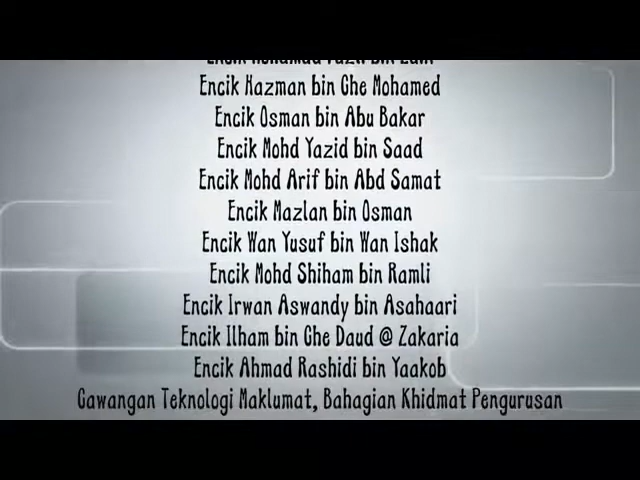 Encik
Encik Hazman bin Che Mohamed
Encik Osman bin Abu Bakar
Encik Mohd Yazid bin Saad
Encik Mohd Arif bin Abd Samat
Encik Mazlan bin Osman
Encik Wan Yusuf bin Wan Ishak
Encik Mohd Shiham bin Ramli
Encik Irwan Aswandy bin Asahaari
Encik Ilham bin Che Daud @ Zakaria
Encik Ahmad Rashidi bin Yaakob
Cawangan Teknologi Maklumat, Bahagian Khidmat Pengurusan